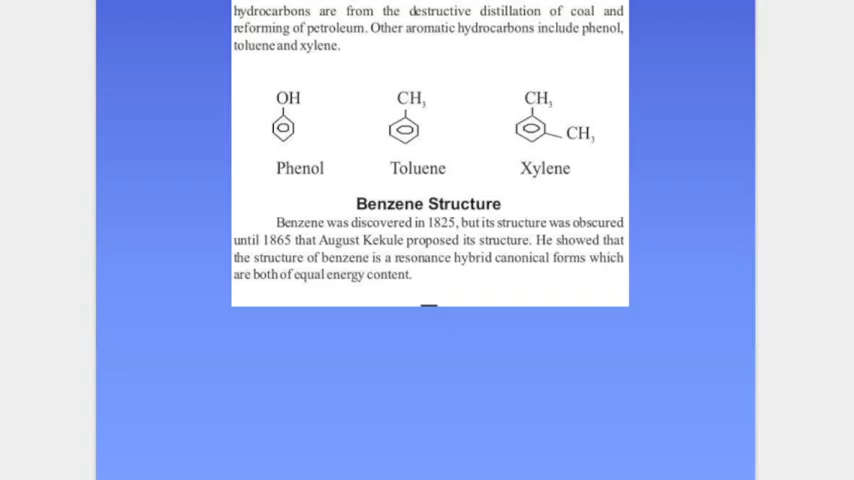 hydrocarbons are from the destructive distillation of coal and
reforming of petroleum. Other aromatic hydrocarbons include phenol,
toluene and xylene.
OH CH₃ CH₃
CH₃
Phenol Toluene Xylene
Benzene Structure
Benzene was discovered in 1825, but its structure was obscured
until 1865 that August Kekule proposed its structure. He showed that
the structure of benzene is a resonance hybrid canonical forms which
are both of equal energy content.